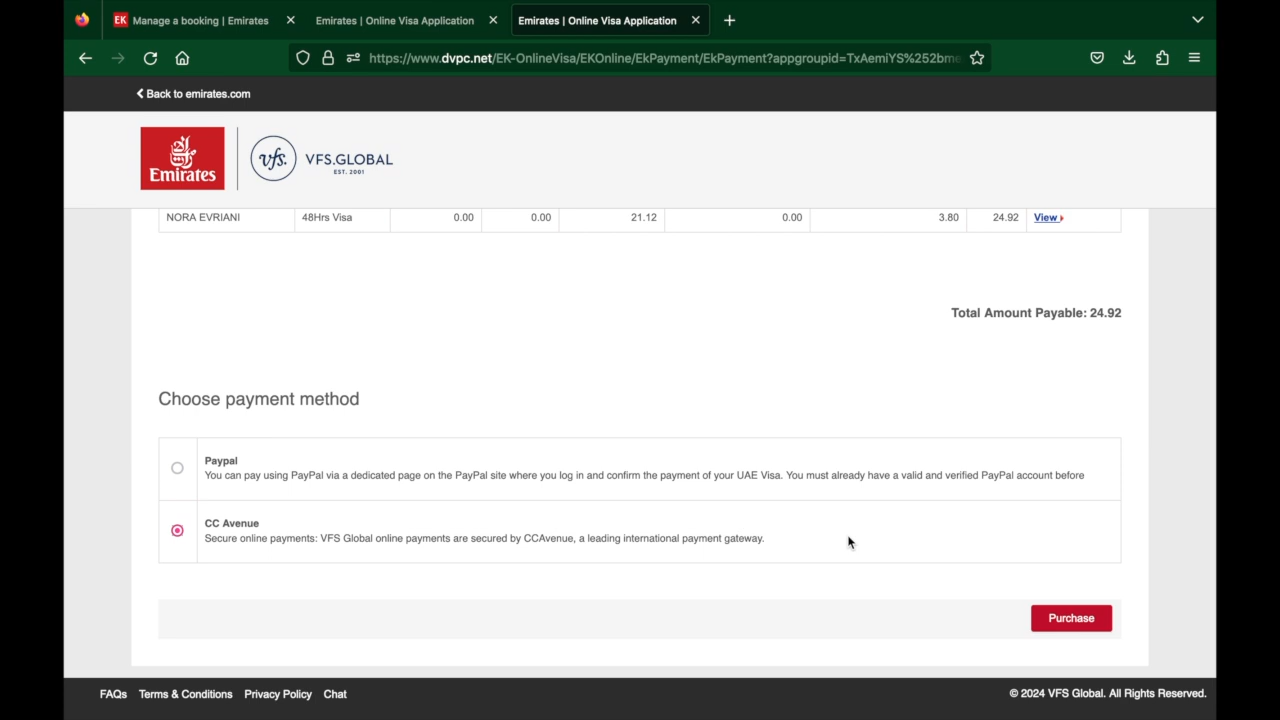 EK Manage a booking | Emirates
Emirates | Online Visa Application
Emirates | Online Visa Application
https://www.dvpc.net/EK-OnlineVisa/EKOnline/EkPayment/EkPayment?appgroupid=TxAemiYS%252bme
Back to emirates.com
Emirates
vfs.
VFS.GLOBAL
EST. 2001
NORA EVRIANI 48Hrs Visa 0.00 0.00 21.12 0.00 3.80 24.92 View
Total Amount Payable: 24.92
Choose payment method
Paypal
You can pay using PayPal via a dedicated page on the PayPal site where you log in and confirm the payment of your UAE Visa. You must already have a valid and verified PayPal account before
CC Avenue
Secure online payments: VFS Global online payments are secured by CCAvenue, a leading international payment gateway.
Purchase
FAQs Terms & Conditions Privacy Policy Chat
© 2024 VFS Global. All Rights Reserved.